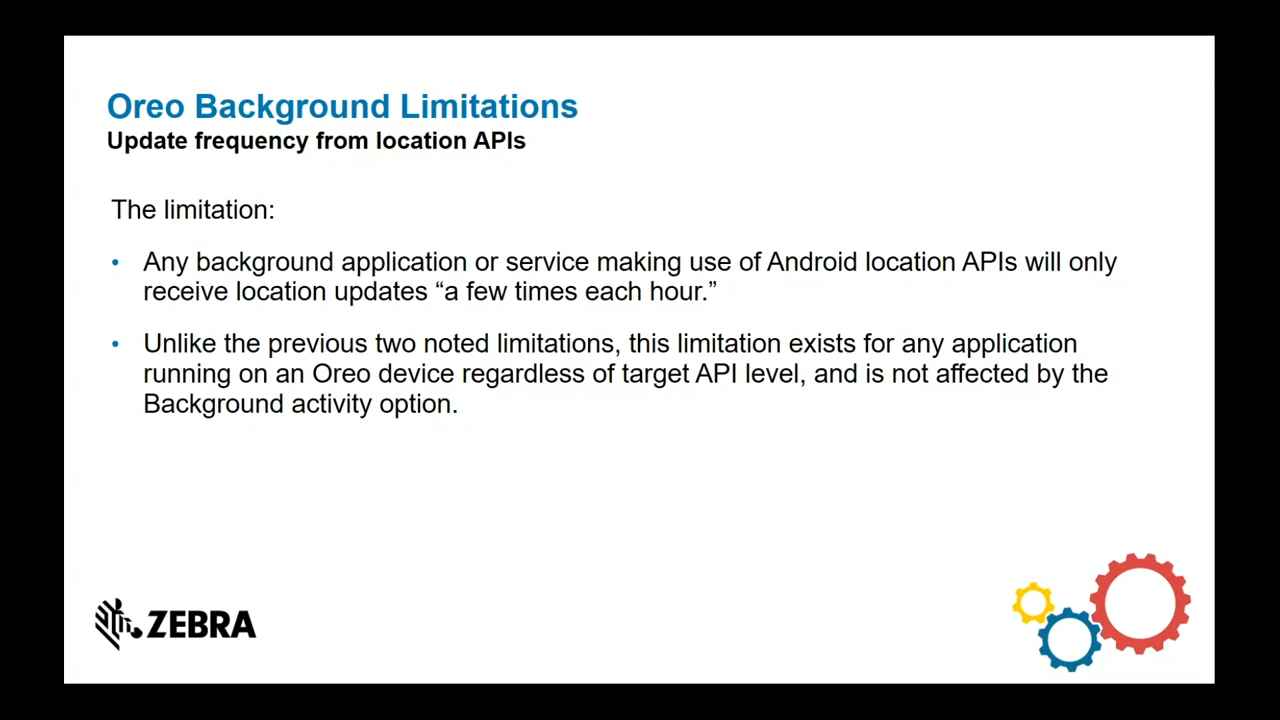 Oreo Background Limitations
Update frequency from location APIs
The limitation:
• Any background application or service making use of Android location APIs will only
receive location updates “a few times each hour.”
• Unlike the previous two noted limitations, this limitation exists for any application
running on an Oreo device regardless of target API level, and is not affected by the
Background activity option.
ZEBRA